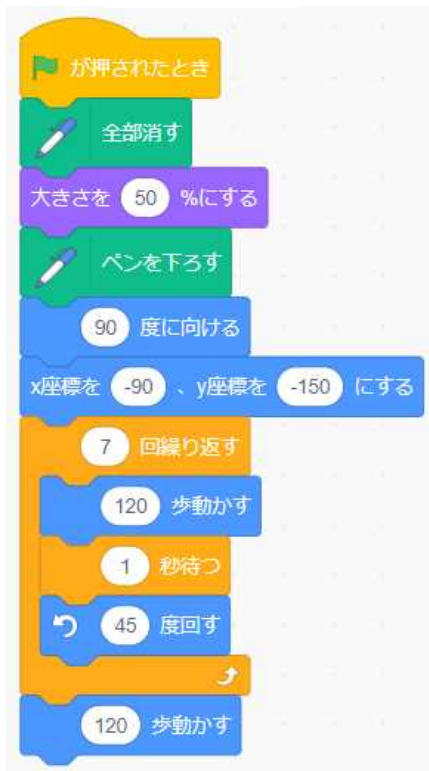 が押されたとき
全部消す
大きさを 50 %にする
ペンを下ろす
90 度に向ける
x座標を -90 、y座標を -150 にする
7 回繰り返す
120 歩動かす
1 秒待つ
45 度回す
120 歩動かす